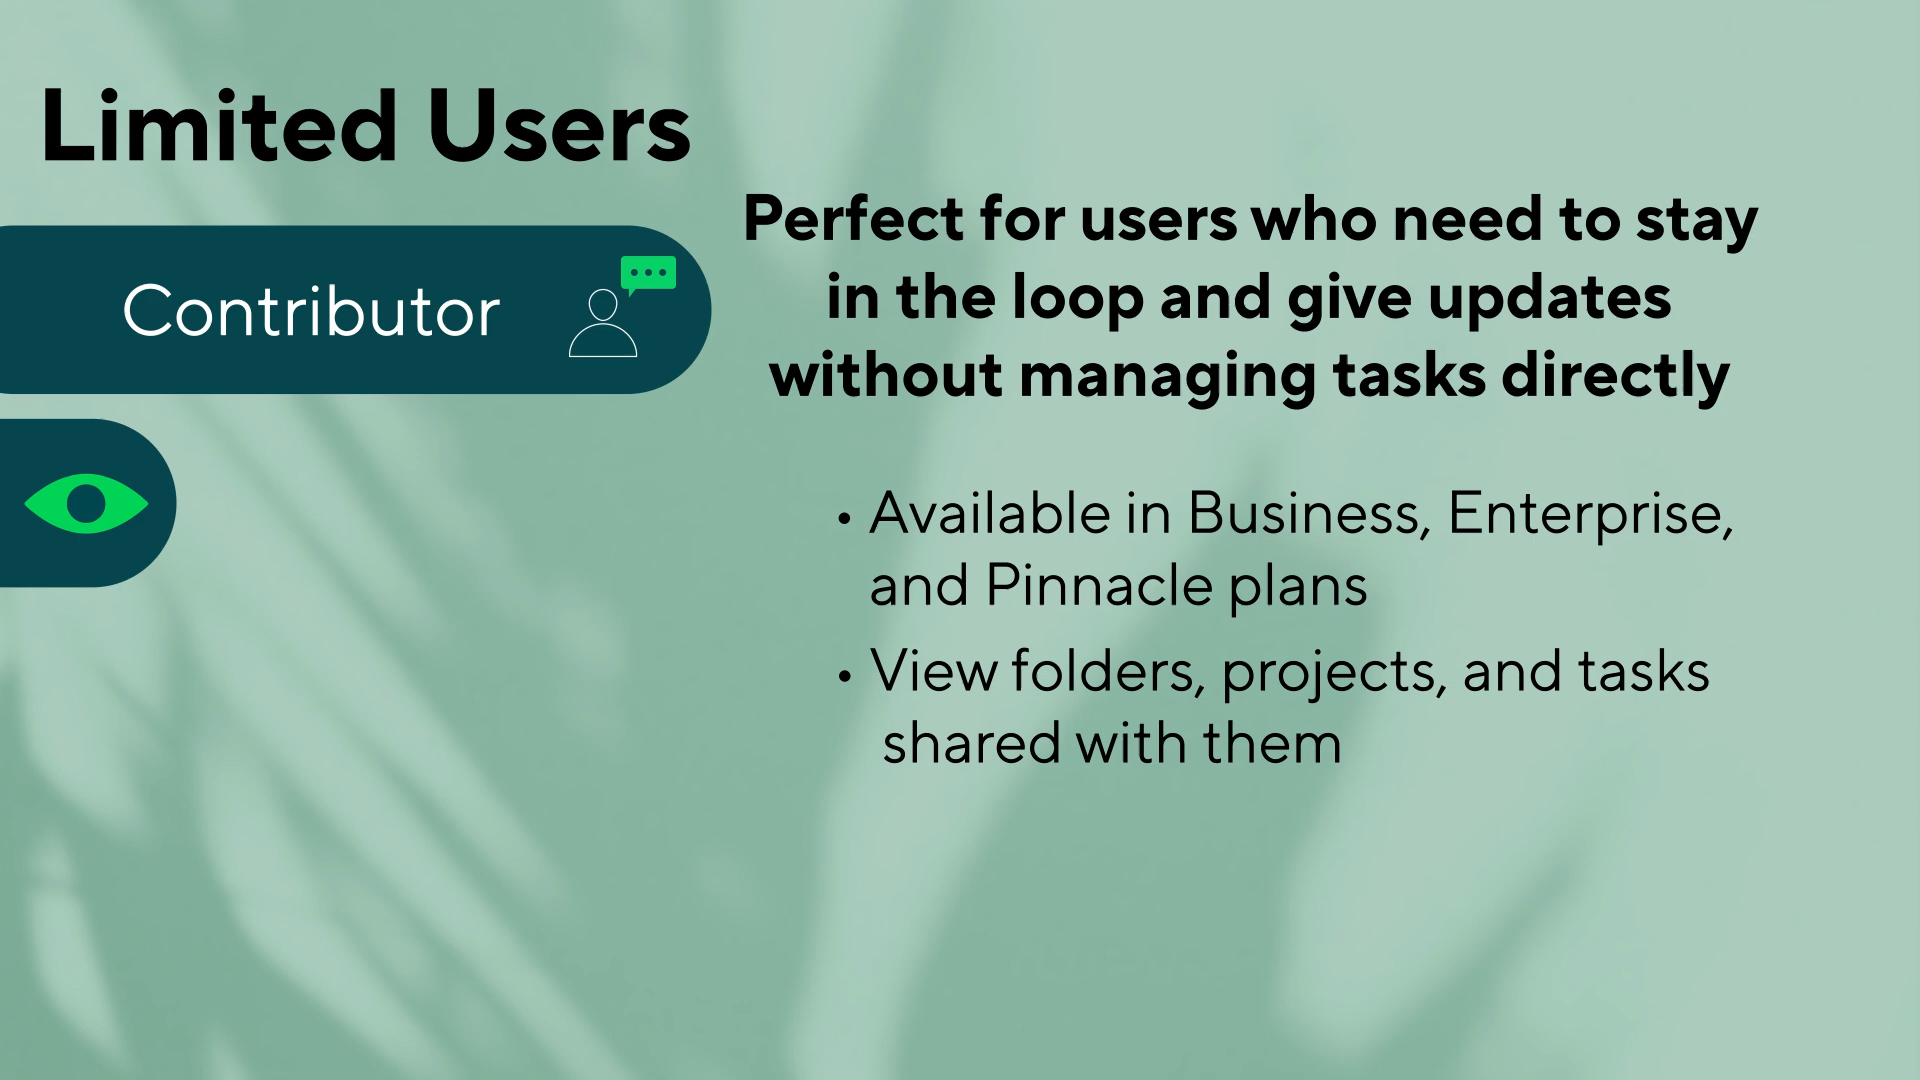 Limited Users
Contributor
Perfect for users who need to stay
in the loop and give updates
without managing tasks directly
• Available in Business, Enterprise,
and Pinnacle plans
• View folders, projects, and tasks
shared with them